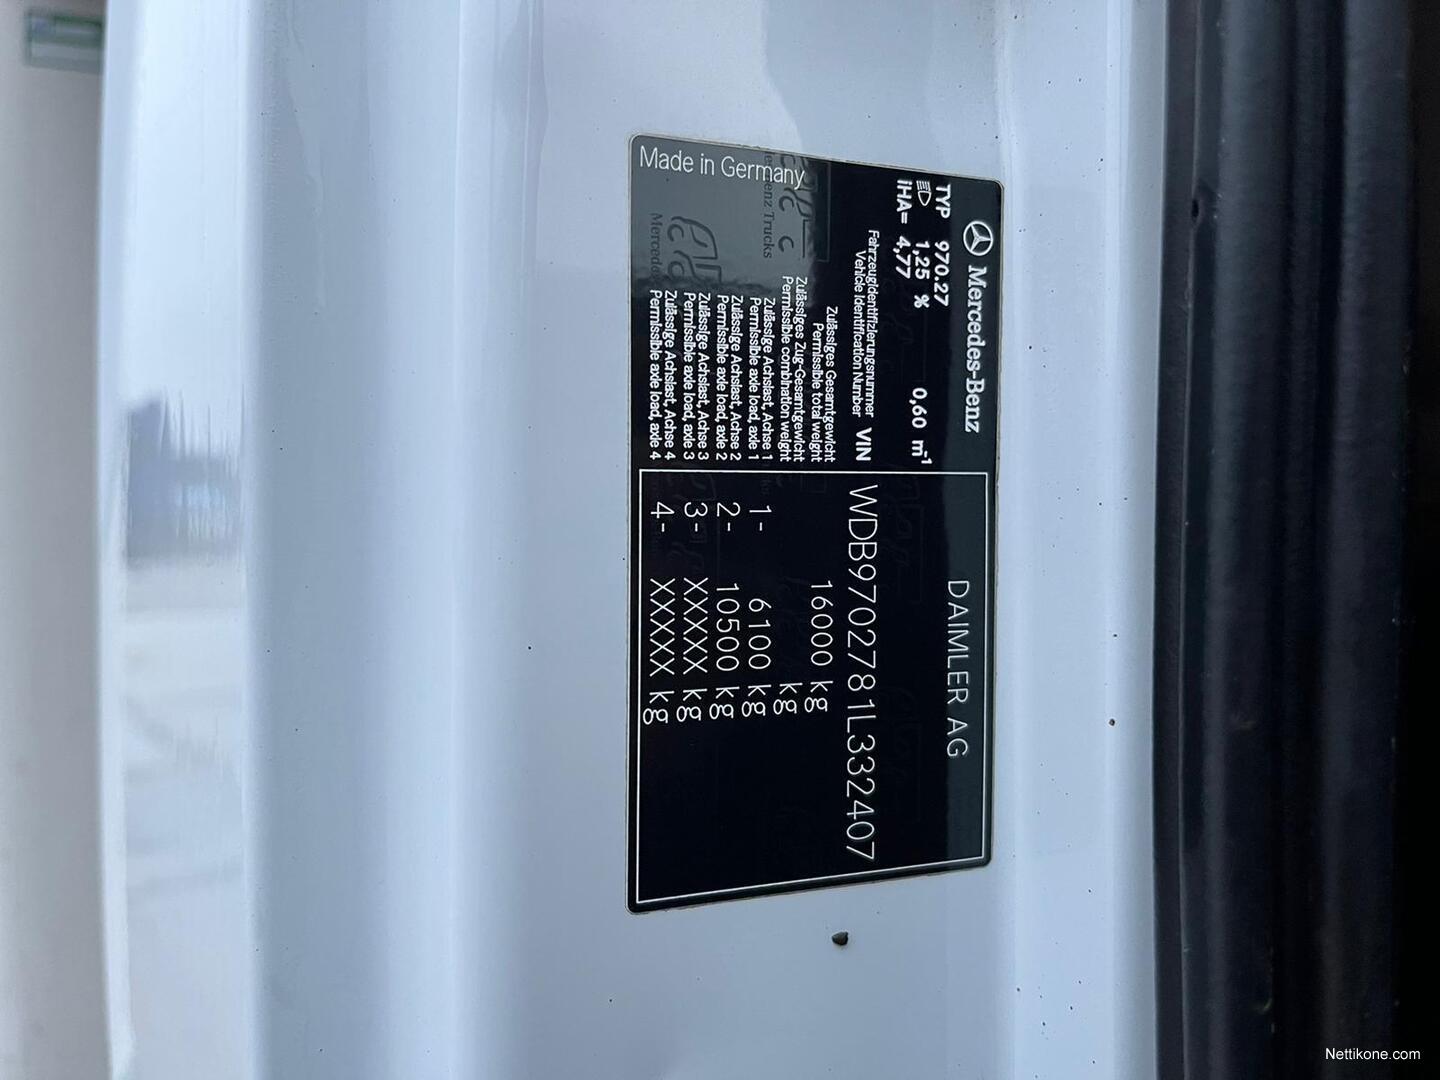 Mercedes-Benz
DAIMLER AG
TYP 970.27
1,25 % 0,60 m⁻¹
IHA= 4,77
Fahrzeugidentifizierungsnummer
Vehicle Identification Number VIN WDB9702781L332407
Zulässiges Gesamtgewicht
Permissible total weight 16000 kg
Zulässiges Zug-Gesamtgewicht
Permissible combination weight kg
Zulässige Achslast, Achse 1
Permissible axle load, axle 1 1- 6100 kg
Zulässige Achslast, Achse 2
Permissible axle load, axle 2 2- 10500 kg
Zulässige Achslast, Achse 3
Permissible axle load, axle 3 3- XXXXX kg
Zulässige Achslast, Achse 4
Permissible axle load, axle 4 4- XXXXX kg
Made in Germany
Nettikone.com